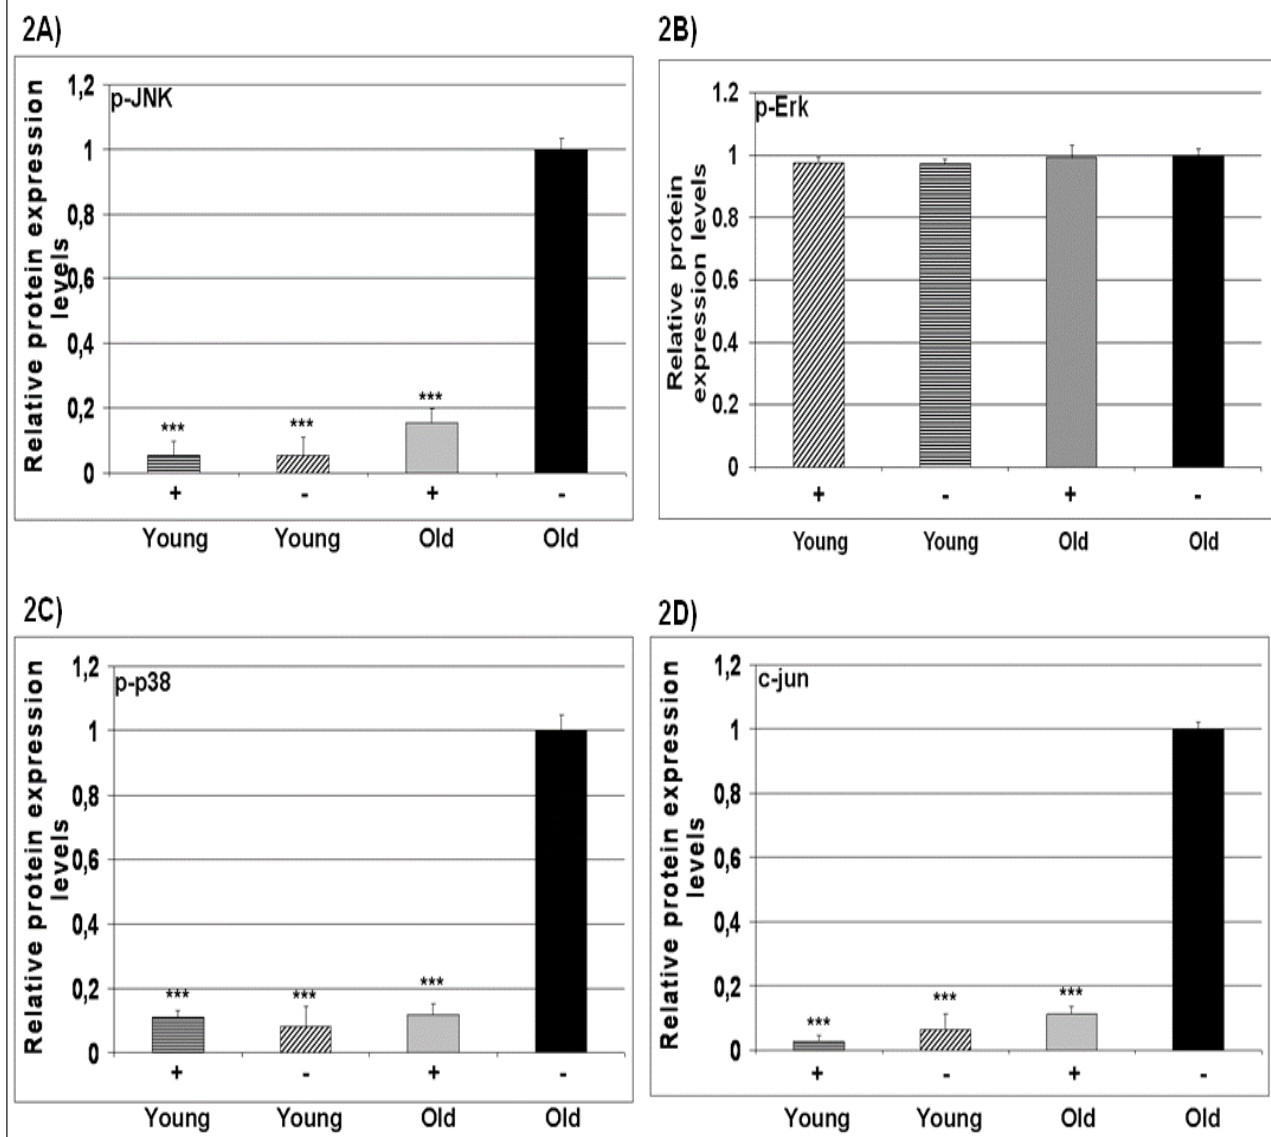 2A)
Relative protein expression
levels
p-JNK
1,2
1
0,8
0,6
0,4
0,2
0
*** *** ***
+ - + -
Young Young Old Old
2B)
Relative protein
expression levels
p-Erk
1.2
1
0.8
0.6
0.4
0.2
0
+ - + -
Young Young Old Old
2C)
Relative protein expression
levels
p-p38
1,2
1
0,8
0,6
0,4
0,2
0
*** *** ***
+ - + -
Young Young Old Old
2D)
Relative protein expression
levels
c-jun
1,2
1
0,8
0,6
0,4
0,2
0
*** *** ***
+ - + -
Young Young Old Old